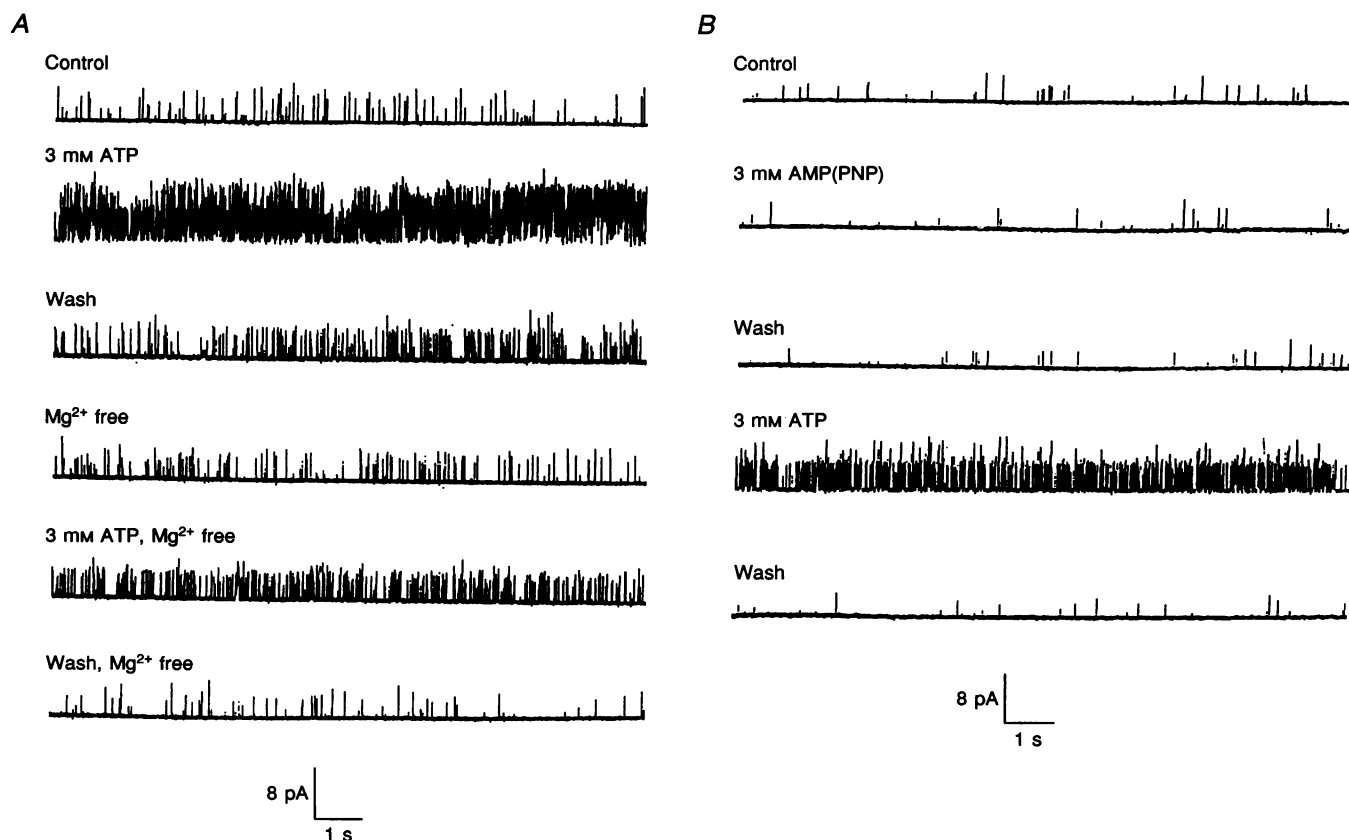 A
Control
3 mM ATP
Wash
Mg²⁺ free
3 mM ATP, Mg²⁺ free
Wash, Mg²⁺ free
8 pA
1 s
B
Control
3 mM AMP(PNP)
Wash
3 mM ATP
Wash
8 pA
1 s